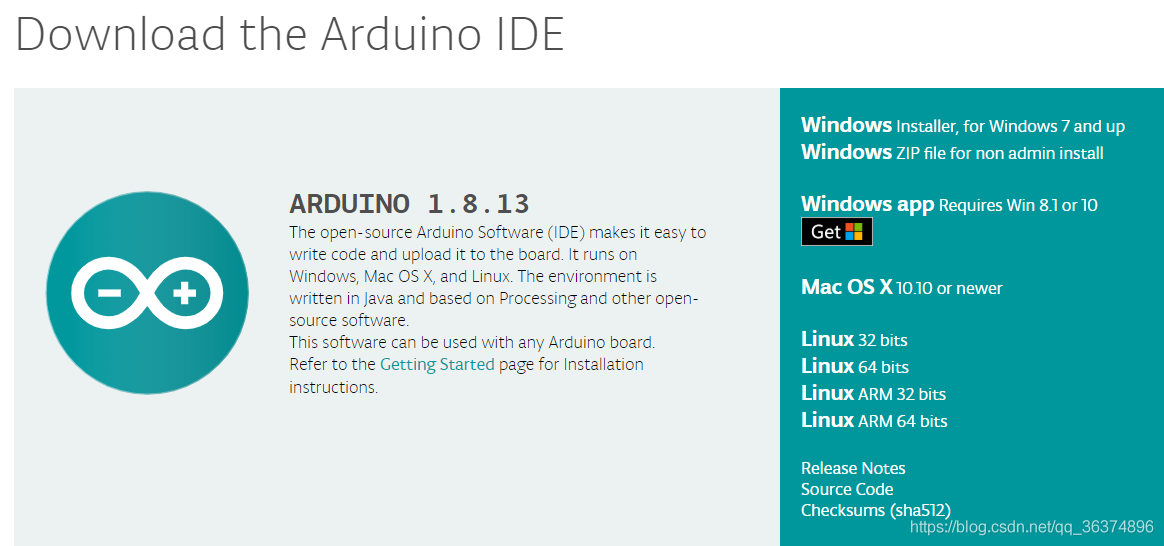 Download the Arduino IDE
ARDUINO 1.8.13
The open-source Arduino Software (IDE) makes it easy to
write code and upload it to the board. It runs on
Windows, Mac OS X, and Linux. The environment is
written in Java and based on Processing and other open-
source software.
This software can be used with any Arduino board.
Refer to the Getting Started page for Installation
instructions.
Windows Installer, for Windows 7 and up
Windows ZIP file for non admin install
Windows app Requires Win 8.1 or 10
Get
Mac OS X 10.10 or newer
Linux 32 bits
Linux 64 bits
Linux ARM 32 bits
Linux ARM 64 bits
Release Notes
Source Code
Checksums (sha512)
https://blog.csdn.net/qq_36374896